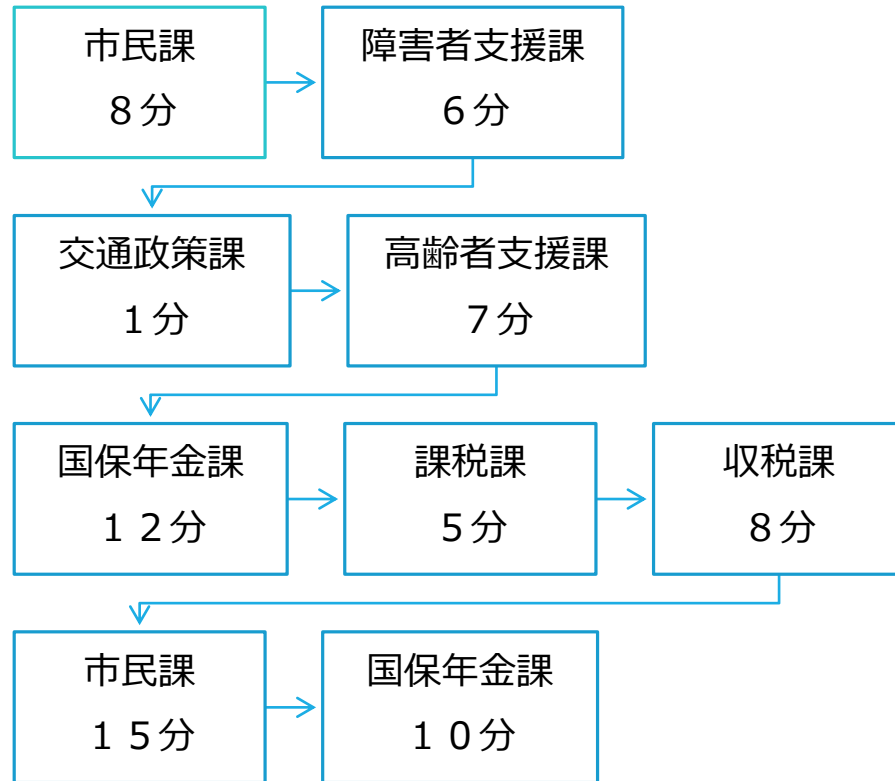 市民課
８分
障害者支援課
６分
交通政策課
１分
高齢者支援課
７分
国保年金課
１２分
課税課
５分
収税課
８分
市民課
１５分
国保年金課
１０分